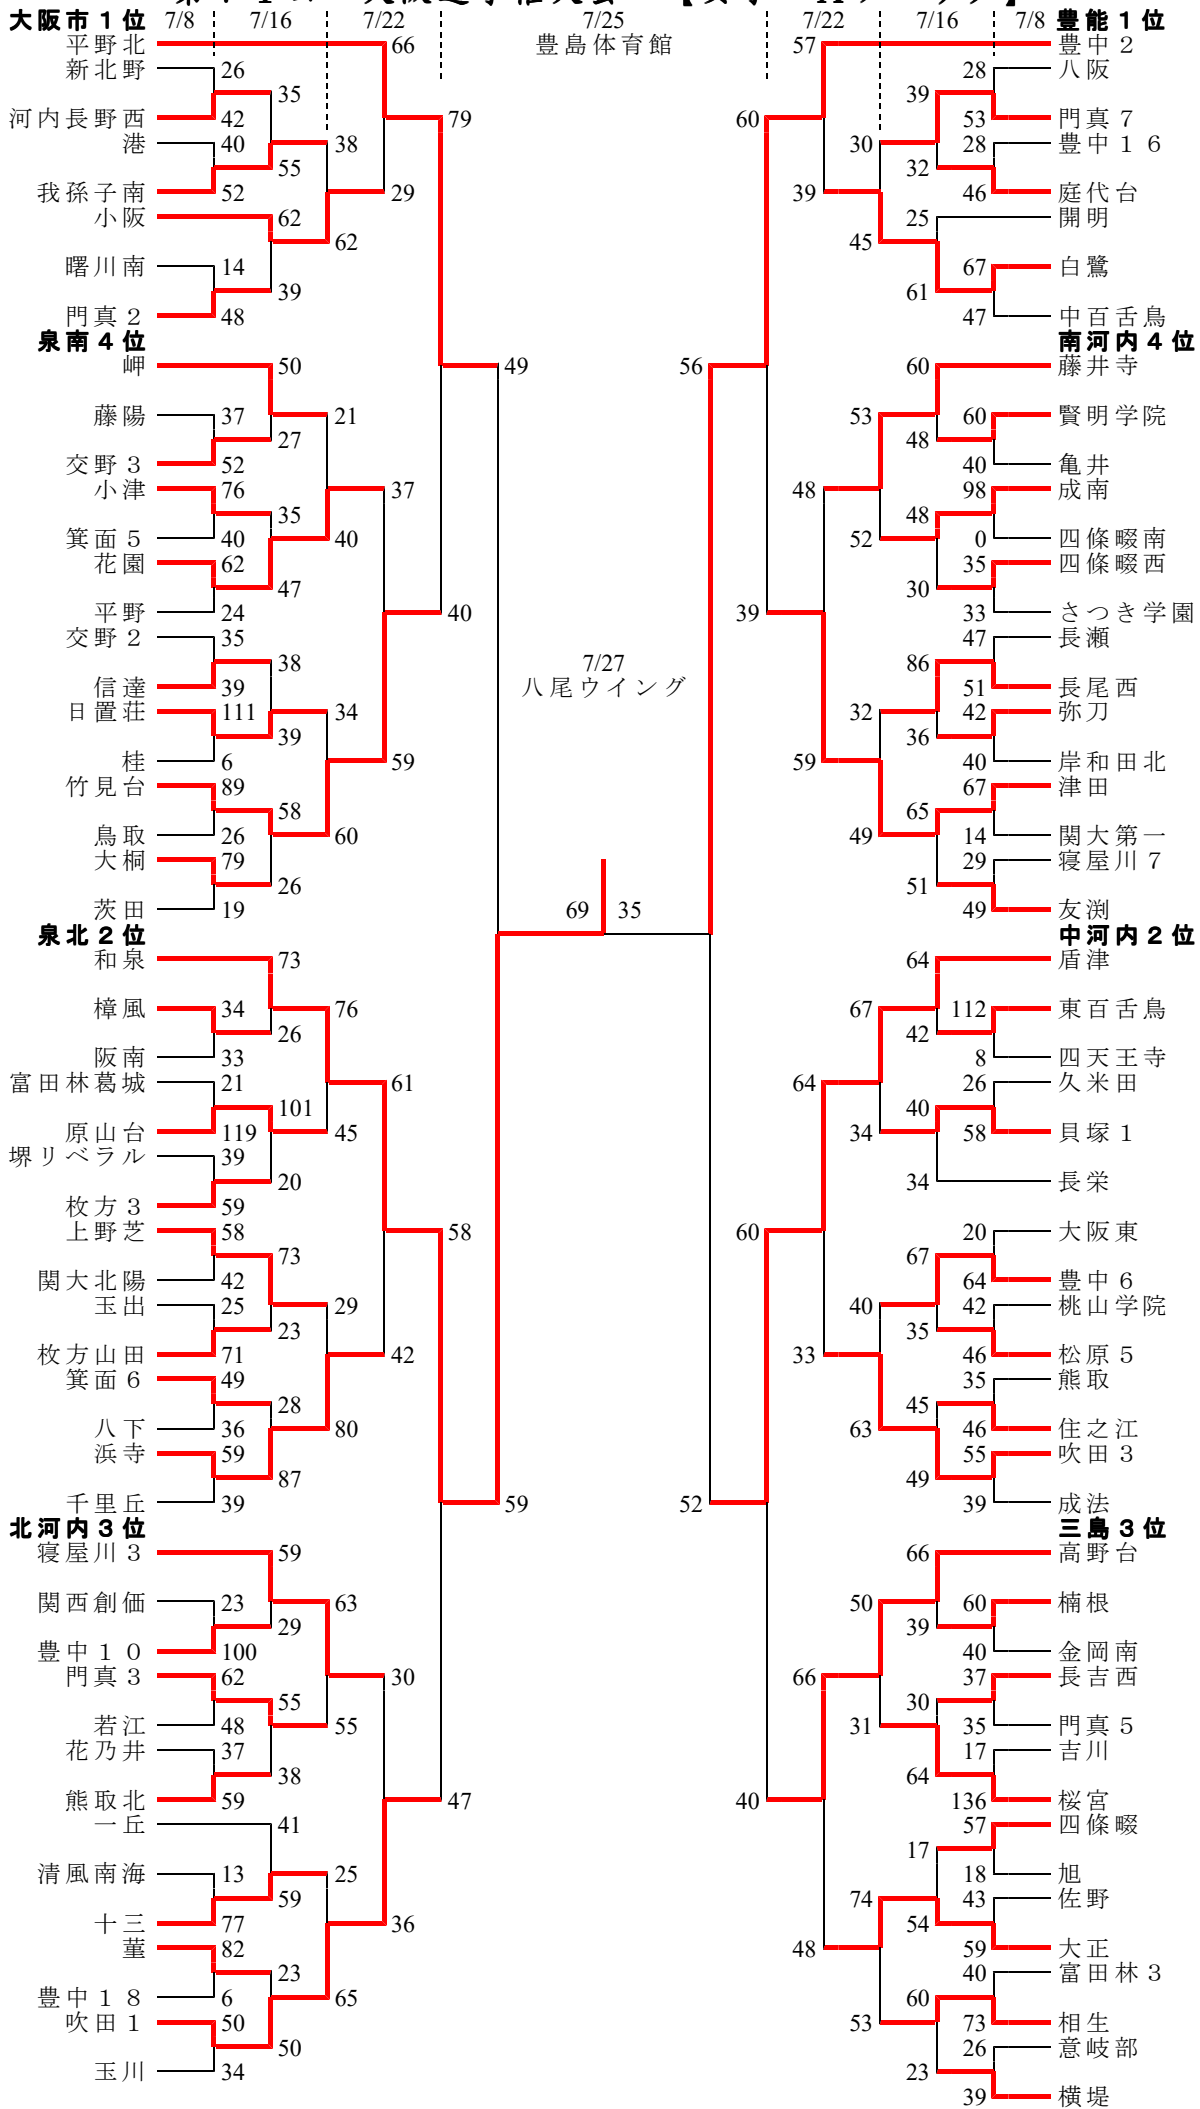 大阪市１位 7/8 7/16 7/22 7/25 7/22 7/16 7/8 豊能１位
豊島体育館
平野北 66
新北野 26
35
河内長野西 42
79
港 40
38
55
我孫子南 52
29
小阪 62
62
曙川南 14
39
門真２ 48
泉南４位
岬 50
49
藤陽 37
21
27
交野３ 52
小津 76
37
35
箕面５ 40
40
花園 62
47
平野 24
40
交野２ 35
38
信達 39
日置荘 111
34
39
桂 6
59
竹見台 89
58
鳥取 26
60
大桐 79
26
茨田 19
泉北２位
和泉 73
樟風 34
76
26
阪南 33
富田林葛城 21
61
101
原山台 119
45
堺リベラル 39
20
枚方３ 59
上野芝 58
58
73
関大北陽 42
玉出 25
29
23
枚方山田 71
42
箕面６ 49
28
八下 36
80
浜寺 59
87
千里丘 39
59
北河内３位
寝屋川３ 59
関西創価 23
63
29
豊中１０ 100
門真３ 62
30
55
若江 48
55
花乃井 37
38
熊取北 59
47
一丘 41
清風南海 13
25
59
十三 77
36
菫 82
23
豊中１８ 6
65
吹田１ 50
50
玉川 34
7/27
八尾ウイング
69 35
57 豊中２
28 八阪
39
53 門真７
60
28 豊中１６
30
32
46 庭代台
39
25 開明
45
67 白鷺
61
47 中百舌鳥
南河内４位
60 藤井寺
56
60 賢明学院
53
48
40 亀井
98 成南
48
48
0 四條畷南
52
35 四條畷西
30
33 さつき学園
39
47 長瀬
86
51 長尾西
42 弥刀
32
36
40 岸和田北
59
67 津田
65
14 関大第一
49
29 寝屋川７
51
49 友渕
中河内２位
64 盾津
112 東百舌鳥
67
42
8 四天王寺
26 久米田
64
40
58 貝塚１
34
34 長栄
20 大阪東
60
67
64 豊中６
42 桃山学院
40
35
46 松原５
33
35 熊取
45
46 住之江
63
55 吹田３
49
39 成法
52
三島３位
66 高野台
60 楠根
50
39
40 金岡南
37 長吉西
66
30
35 門真５
31
17 吉川
64
136 桜宮
40
57 四條畷
17
18 旭
43 佐野
74
54
59 大正
48
40 富田林３
60
73 相生
53
26 意岐部
23
39 横堤